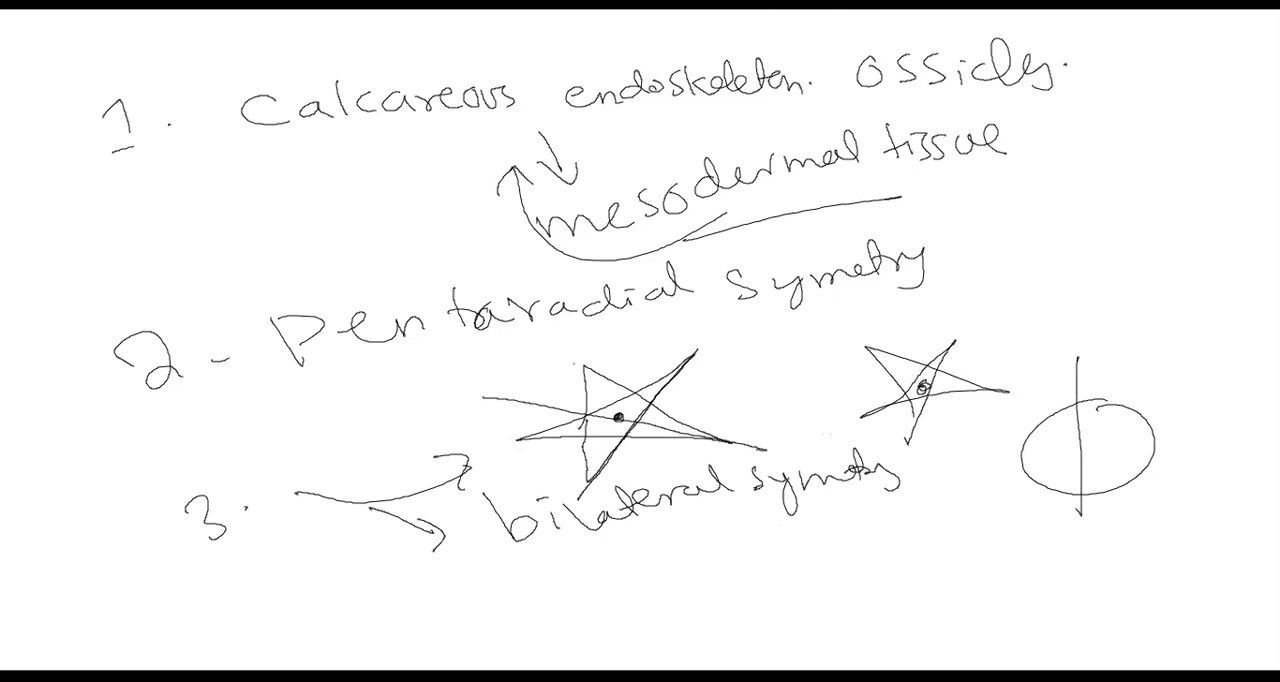 1. Calcareous endoskeleton. ossicles.
mesodermal tissue
2 - Pentaradial symetry
3. bilateral symetry